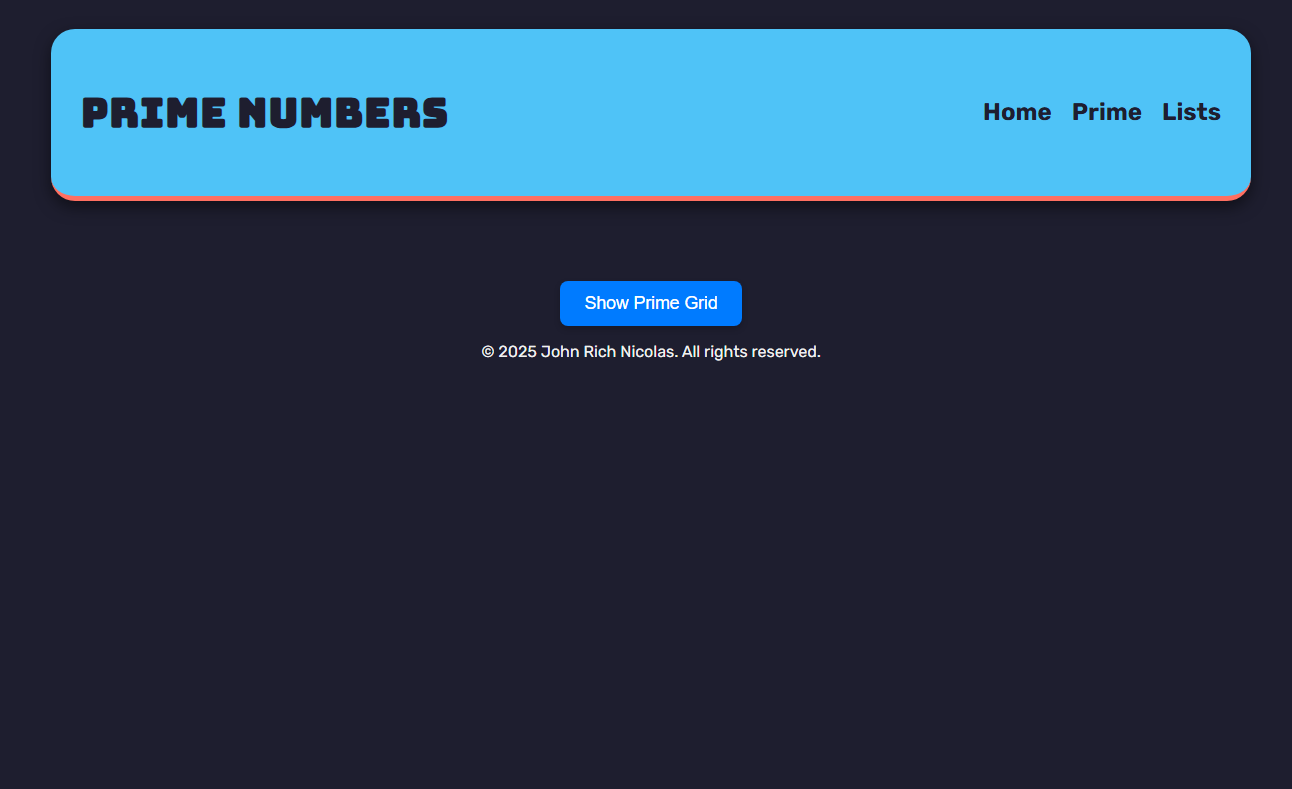 PRIME NUMBERS
Home Prime Lists
Show Prime Grid
© 2025 John Rich Nicolas. All rights reserved.